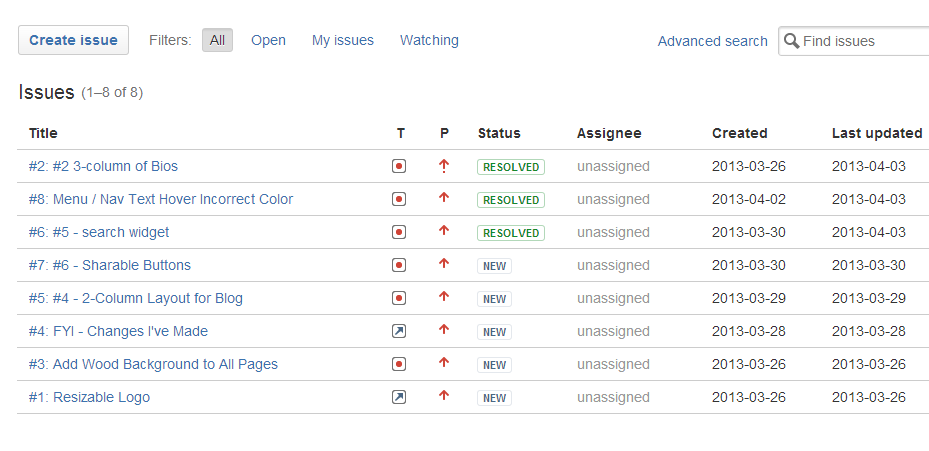 Create issue Filters: All Open My issues Watching Advanced search Find issues
Issues (1–8 of 8)
Title T P Status Assignee Created Last updated
#2: #2 3-column of Bios RESOLVED unassigned 2013-03-26 2013-04-03
#8: Menu / Nav Text Hover Incorrect Color RESOLVED unassigned 2013-04-02 2013-04-03
#6: #5 - search widget RESOLVED unassigned 2013-03-30 2013-04-03
#7: #6 - Sharable Buttons NEW unassigned 2013-03-30 2013-03-30
#5: #4 - 2-Column Layout for Blog NEW unassigned 2013-03-29 2013-03-29
#4: FYI - Changes I've Made NEW unassigned 2013-03-28 2013-03-28
#3: Add Wood Background to All Pages NEW unassigned 2013-03-26 2013-03-26
#1: Resizable Logo NEW unassigned 2013-03-26 2013-03-26